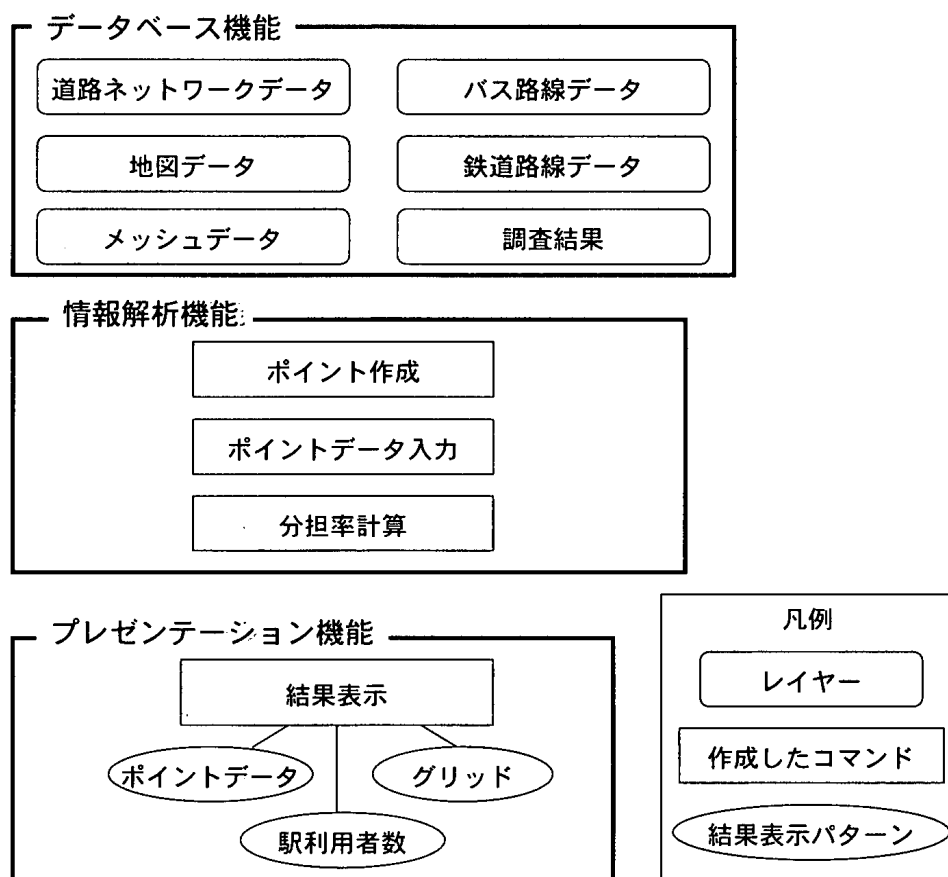 データベース機能
道路ネットワークデータ
バス路線データ
地図データ
鉄道路線データ
メッシュデータ
調査結果
情報解析機能
ポイント作成
ポイントデータ入力
分担率計算
プレゼンテーション機能
結果表示
ポイントデータ
グリッド
駅利用者数
凡例
レイヤー
作成したコマンド
結果表示パターン